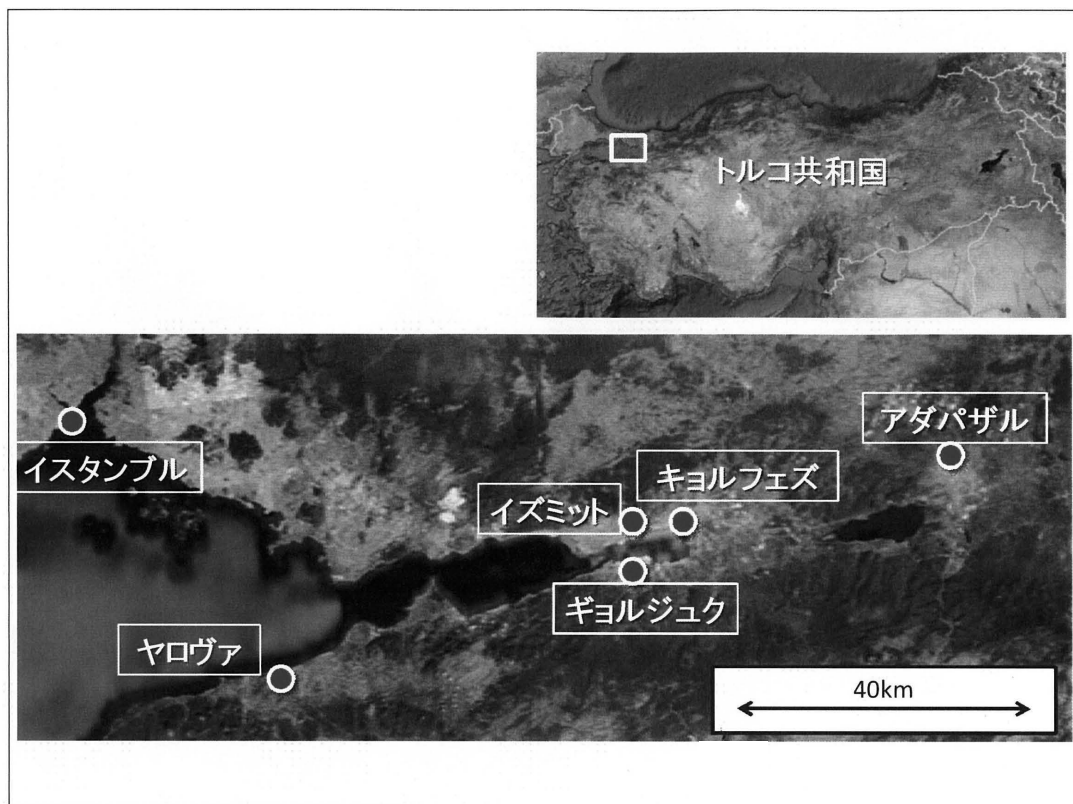 トルコ共和国
アダパザル
イスタンブル
キョルフェズ
イズミット
ギョルジュク
ヤロヴァ
40km